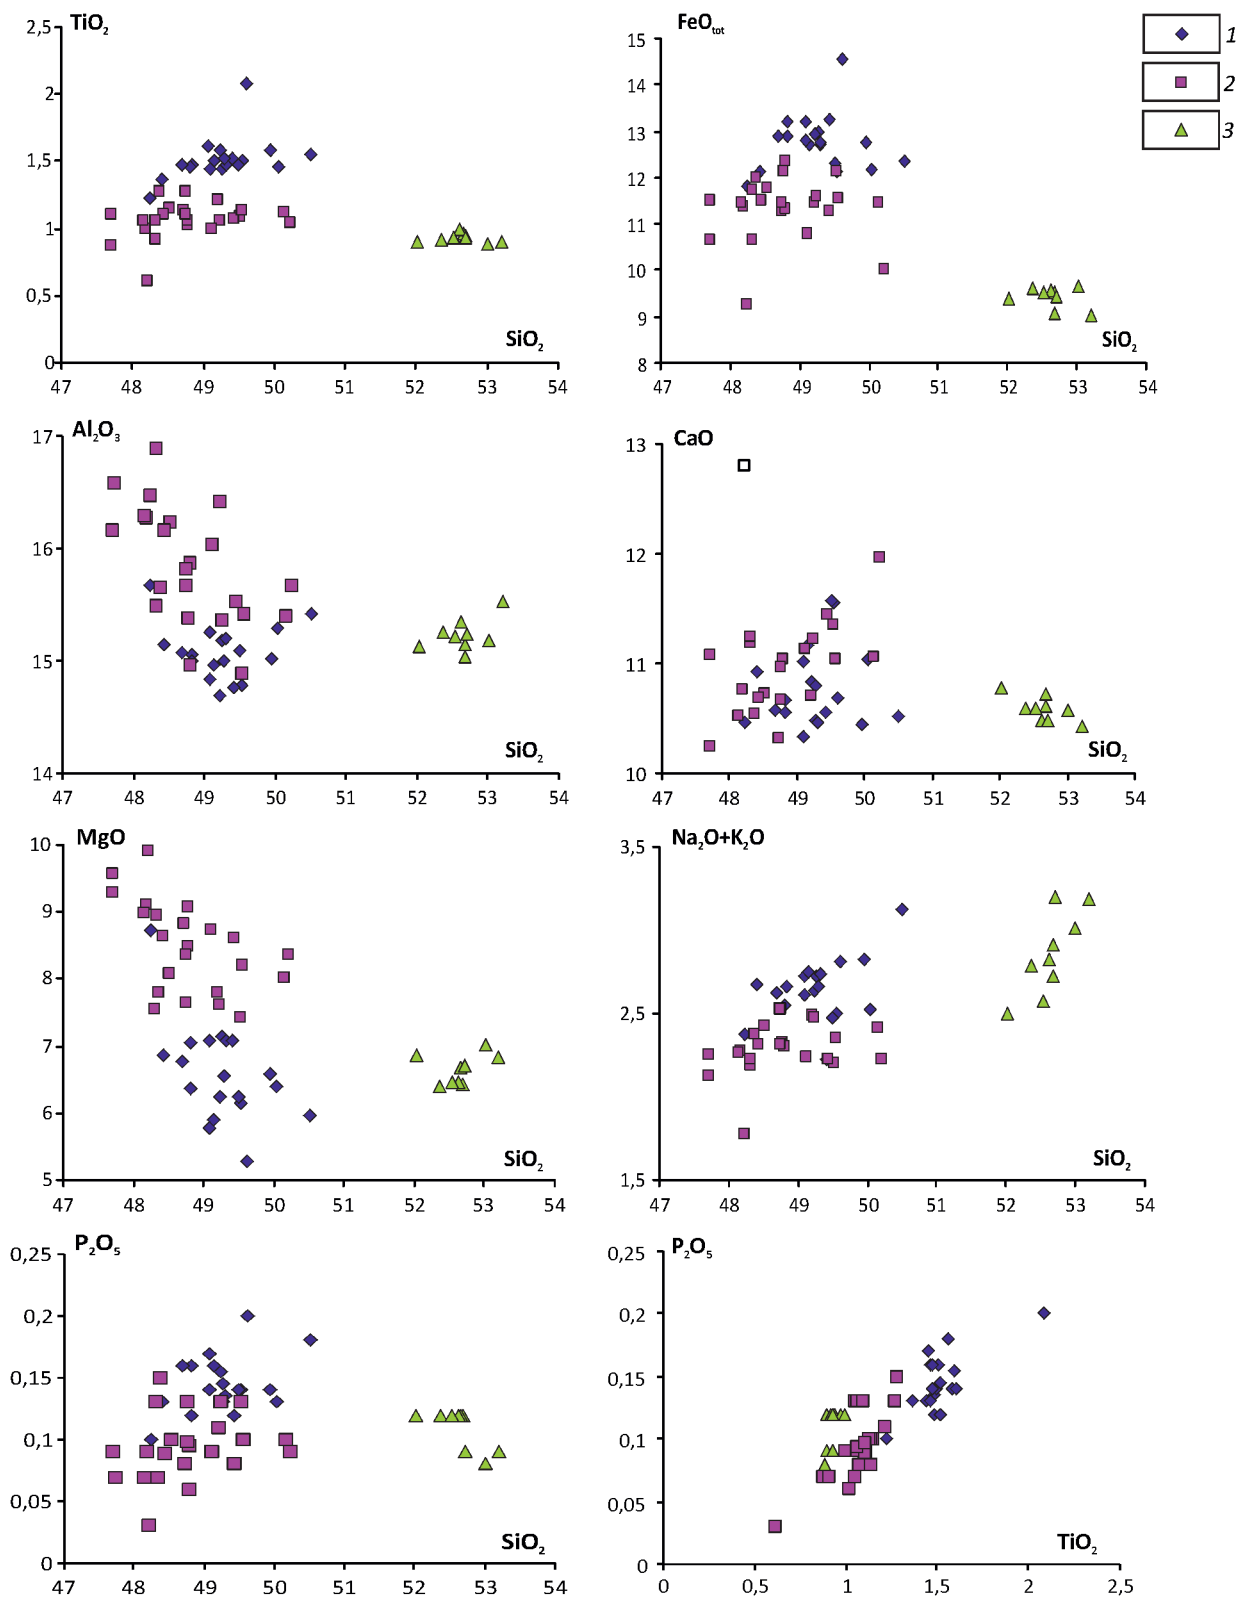 TiO₂
2,5
2
1,5
1
0,5
0
SiO₂
47 48 49 50 51 52 53 54
FeOtot
15
14
13
12
11
10
9
8
SiO₂
47 48 49 50 51 52 53 54
1
2
3
Al₂O₃
17
16
15
14
SiO₂
47 48 49 50 51 52 53 54
CaO
13
12
11
10
SiO₂
47 48 49 50 51 52 53 54
MgO
10
9
8
7
6
5
SiO₂
47 48 49 50 51 52 53 54
Na₂O+K₂O
3,5
2,5
1,5
SiO₂
47 48 49 50 51 52 53 54
P₂O₅
0,25
0,2
0,15
0,1
0,05
0
SiO₂
47 48 49 50 51 52 53 54
P₂O₅
0,25
0,2
0,15
0,1
0,05
0
TiO₂
0 0,5 1 1,5 2 2,5